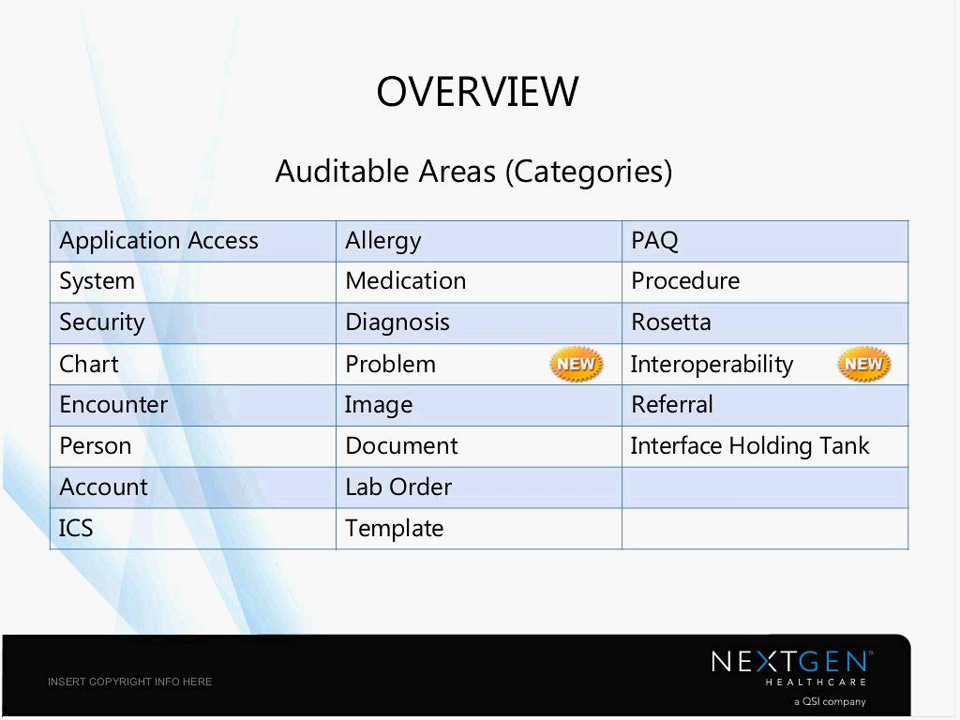 OVERVIEW
Auditable Areas (Categories)
Application Access Allergy PAQ
System Medication Procedure
Security Diagnosis Rosetta
Chart Problem NEW Interoperability NEW
Encounter Image Referral
Person Document Interface Holding Tank
Account Lab Order
ICS Template
INSERT COPYRIGHT INFO HERE
NEXTGEN™
HEALTHCARE
a QSI company